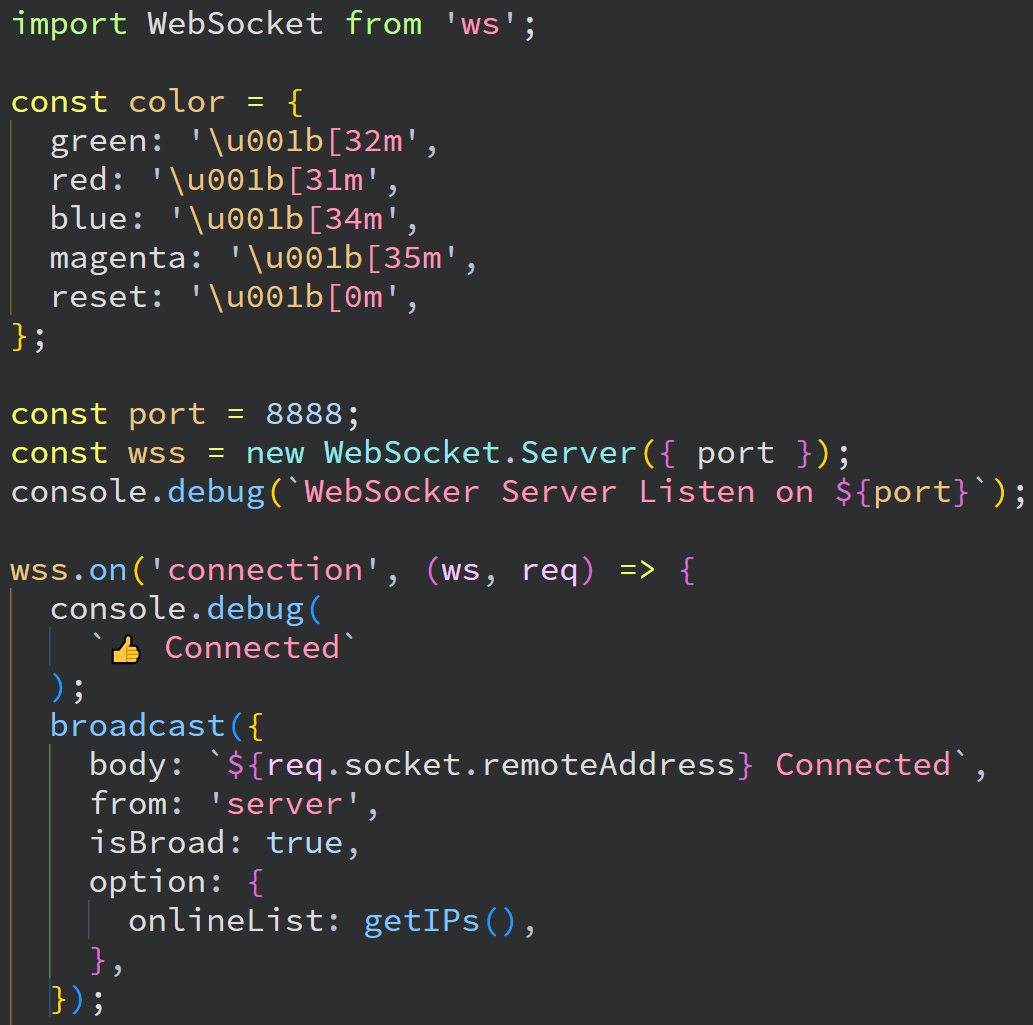 import WebSocket from 'ws';

const color = {
  green: '\u001b[32m',
  red: '\u001b[31m',
  blue: '\u001b[34m',
  magenta: '\u001b[35m',
  reset: '\u001b[0m',
};

const port = 8888;
const wss = new WebSocket.Server({ port });
console.debug(`WebSocker Server Listen on ${port}`);

wss.on('connection', (ws, req) => {
  console.debug(
    `👍 Connected`
  );
  broadcast({
    body: `${req.socket.remoteAddress} Connected`,
    from: 'server',
    isBroad: true,
    option: {
      onlineList: getIPs(),
    },
  });